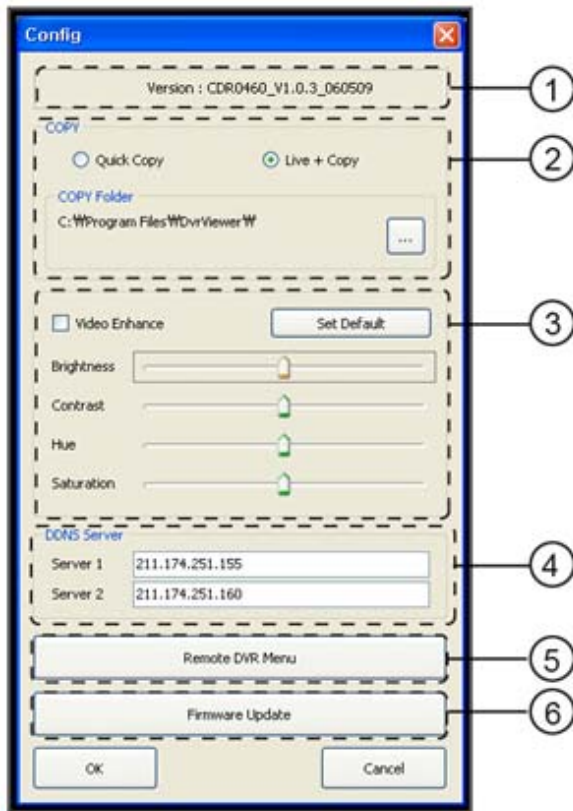 Config
Version : CDR0460_V1.0.3_060509
1
COPY
Quick Copy
Live + Copy
2
COPY Folder
C:₩Program Files₩DvrViewer₩
...
Video Enhance
Set Default
3
Brightness
Contrast
Hue
Saturation
DDNS Server
Server 1
211.174.251.155
4
Server 2
211.174.251.160
Remote DVR Menu
5
Firmware Update
6
OK
Cancel